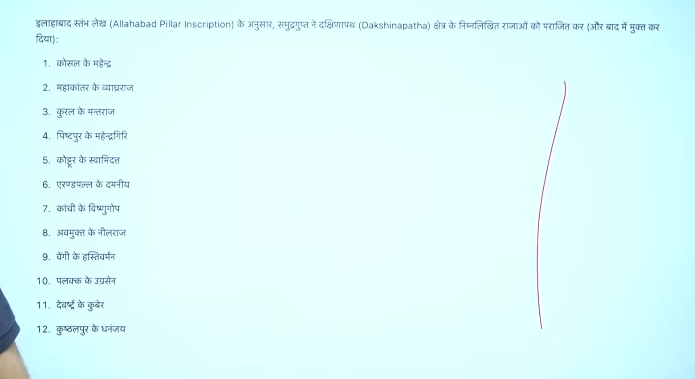 इलाहाबाद स्तंभ लेख (Allahabad Pillar Inscription) के अनुसार, समुद्रगुप्त ने दक्षिणापथ (Dakshinapatha) क्षेत्र के निम्नलिखित राजाओं को पराजित कर (और बाद में मुक्त कर
दिया):
1. कोसल के महेन्द्र
2. महाकांतर के व्याघ्रराज
3. कुरल के मन्तराज
4. पिष्टपुर के महेन्द्रगिरि
5. कोट्टूर के स्वामिदत्त
6. एरण्डपल्ल के दमनीय
7. कांची के विष्णुगोप
8. अवमुक्त के नीलराज
9. वेंगी के हस्तिवर्मन
10. पलक्क के उग्रसेन
11. देवर्ष्ट्र के कुबेर
12. कुष्ठलपुर के धनंजय